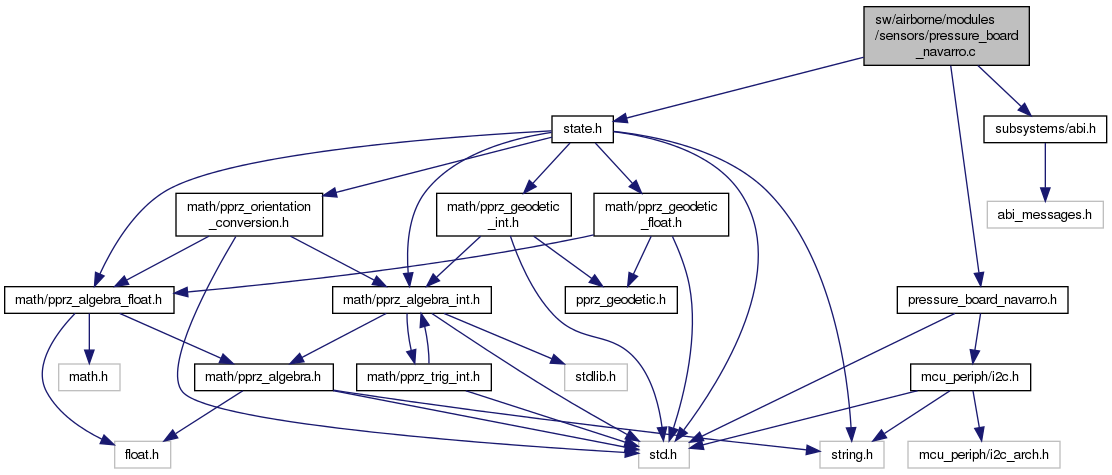 sw/airborne/modules
/sensors/pressure_board
_navarro.c
state.h
subsystems/abi.h
math/pprz_orientation
_conversion.h
math/pprz_geodetic
_int.h
math/pprz_geodetic
_float.h
abi_messages.h
math/pprz_algebra_float.h
math/pprz_algebra_int.h
pprz_geodetic.h
pressure_board_navarro.h
math.h
math/pprz_algebra.h
math/pprz_trig_int.h
stdlib.h
mcu_periph/i2c.h
float.h
std.h
string.h
mcu_periph/i2c_arch.h